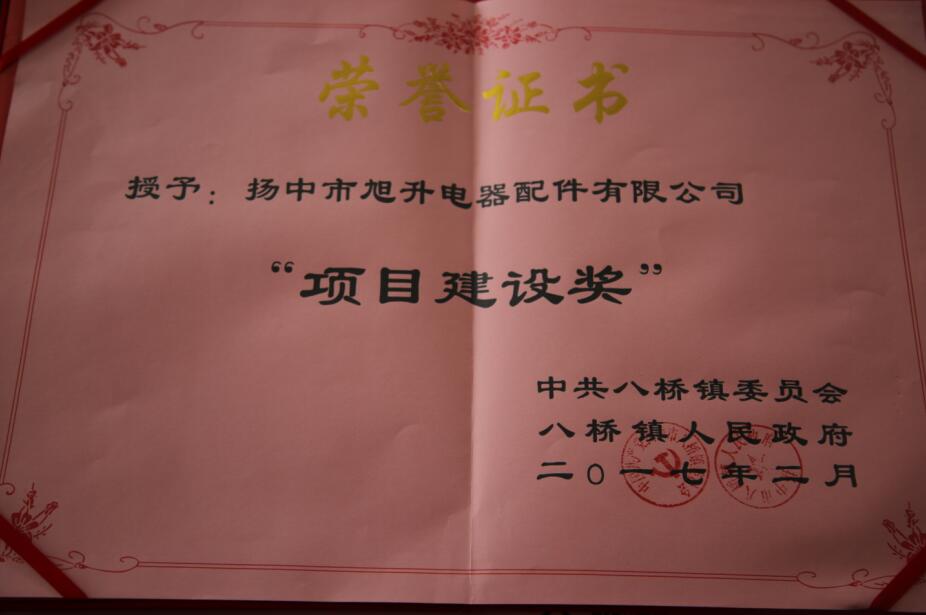 荣誉证书
授予：扬中市旭升电器配件有限公司
“项目建设奖”
中共八桥镇委员会
八桥镇人民政府
二〇一七年二月